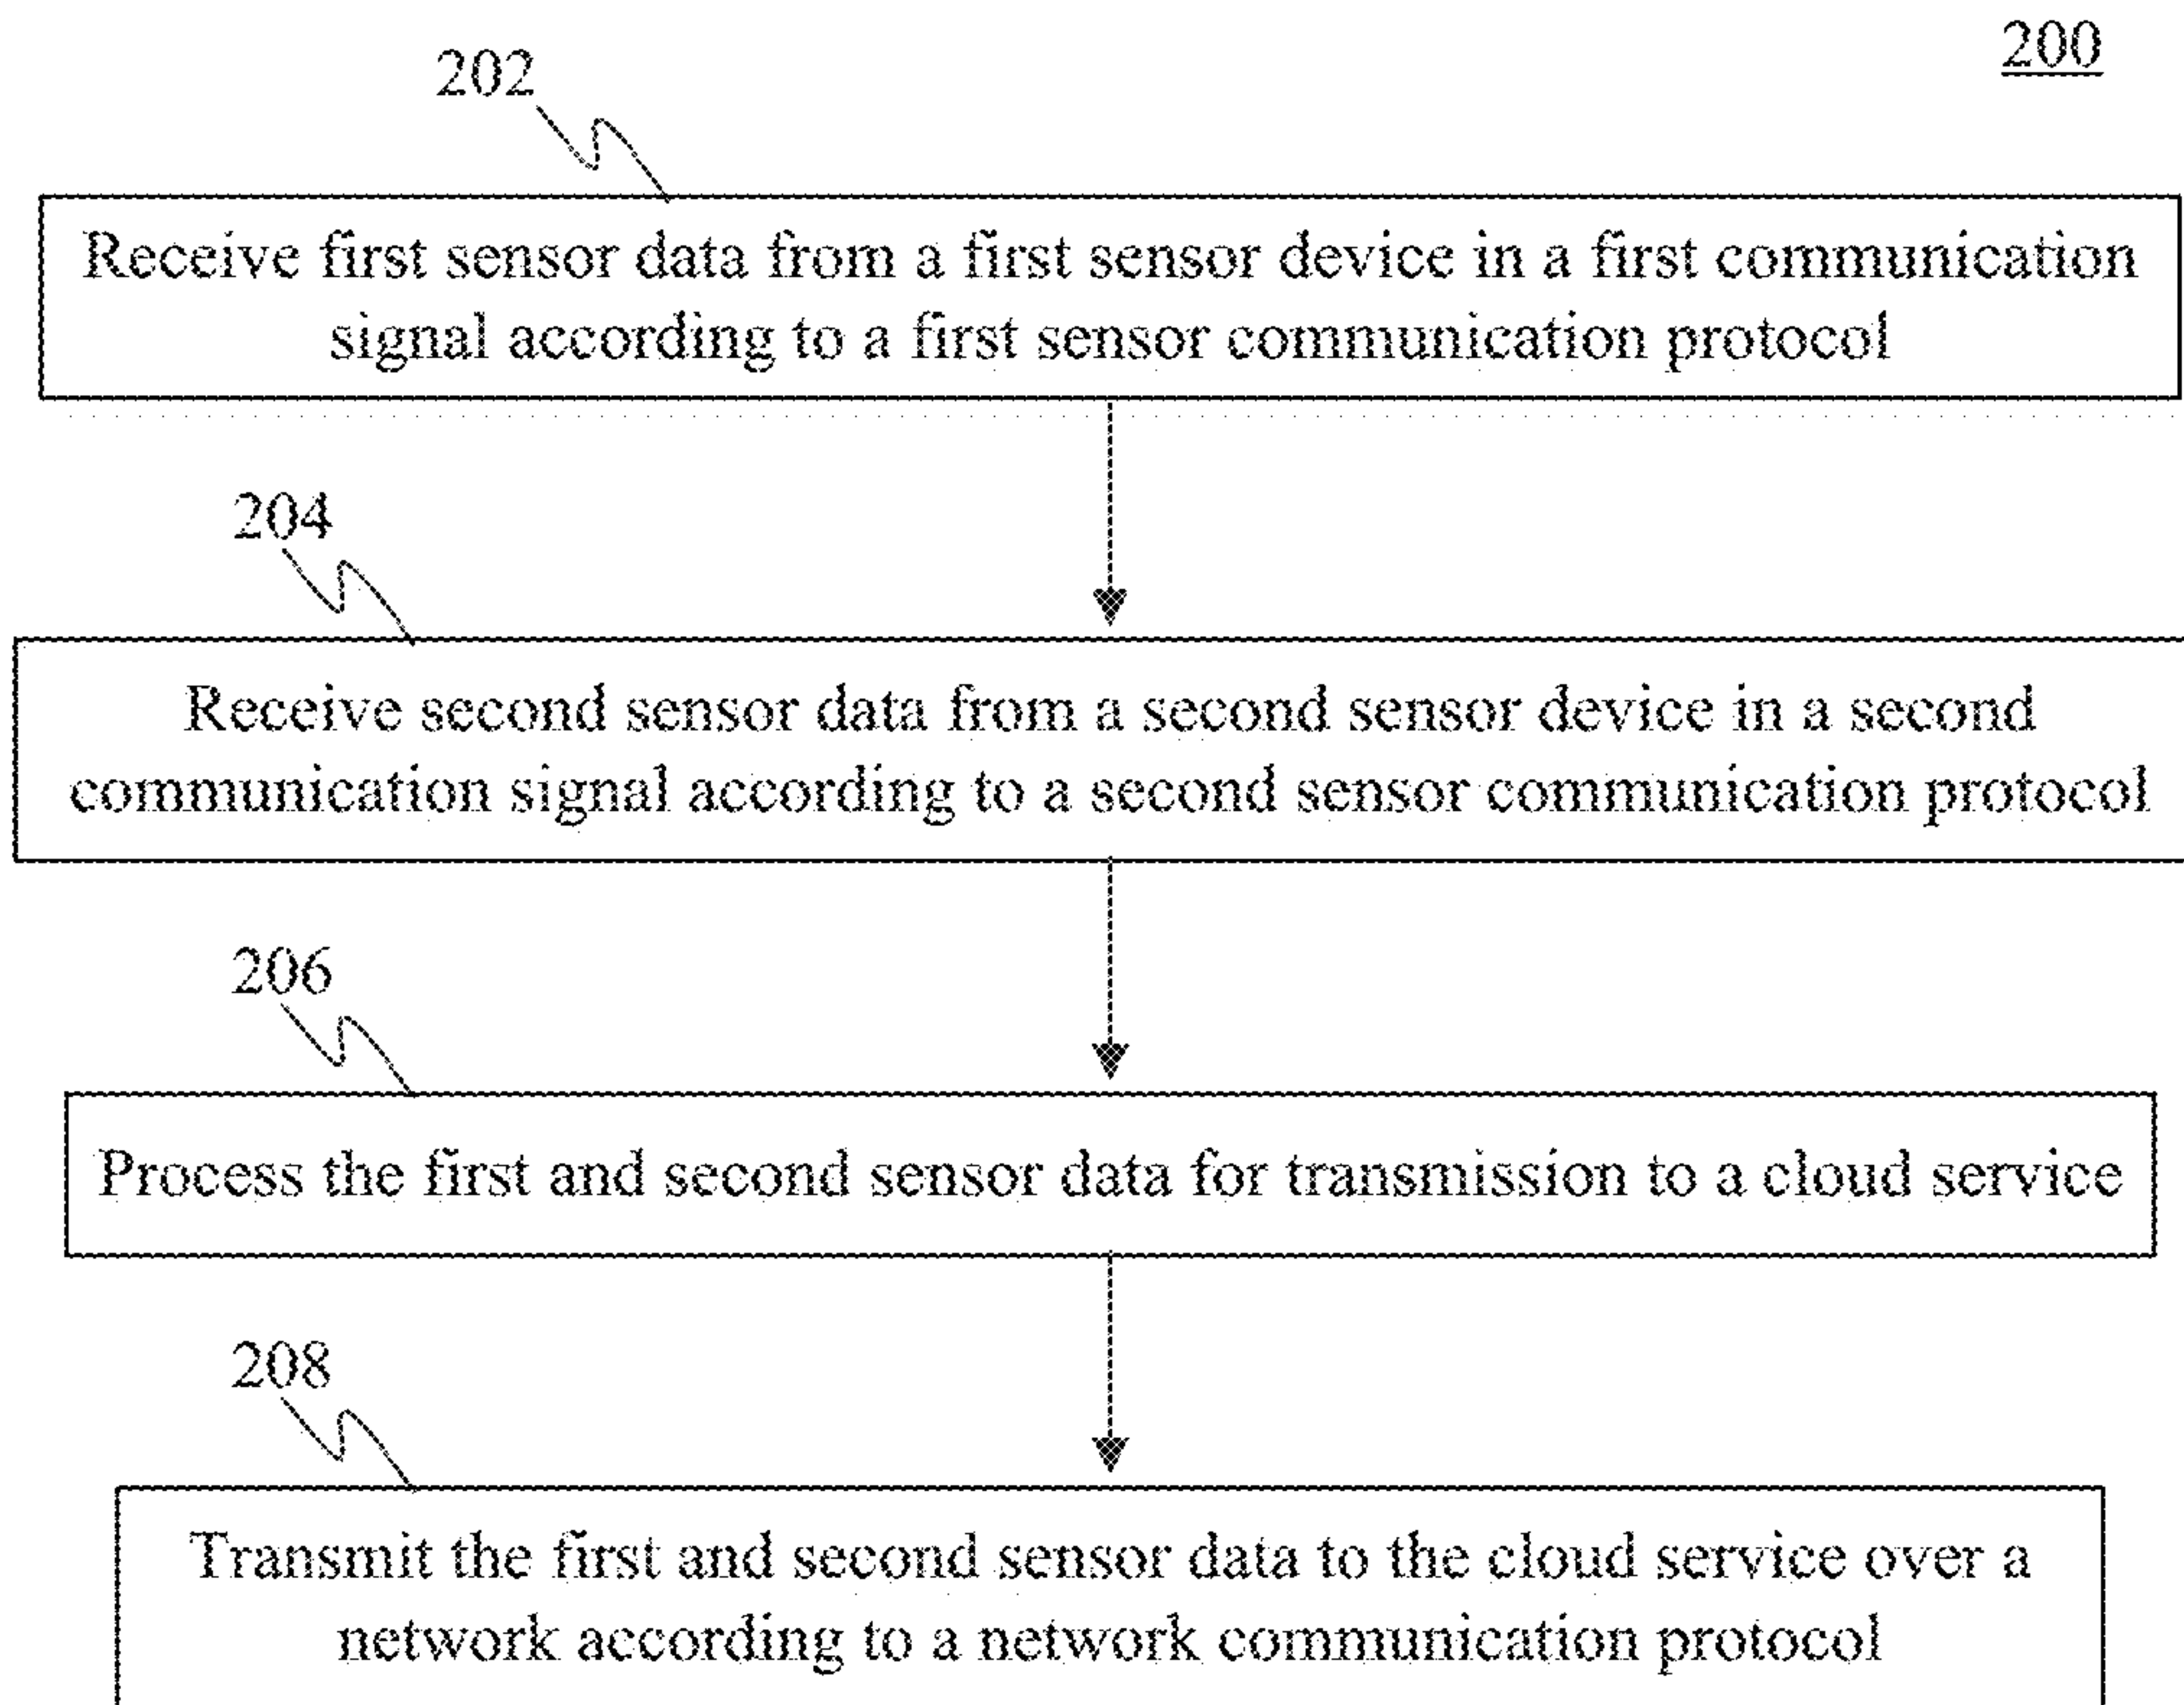 200
202
Receive first sensor data from a first sensor device in a first communication
signal according to a first sensor communication protocol
204
Receive second sensor data from a second sensor device in a second
communication signal according to a second sensor communication protocol
206
Process the first and second sensor data for transmission to a cloud service
208
Transmit the first and second sensor data to the cloud service over a
network according to a network communication protocol